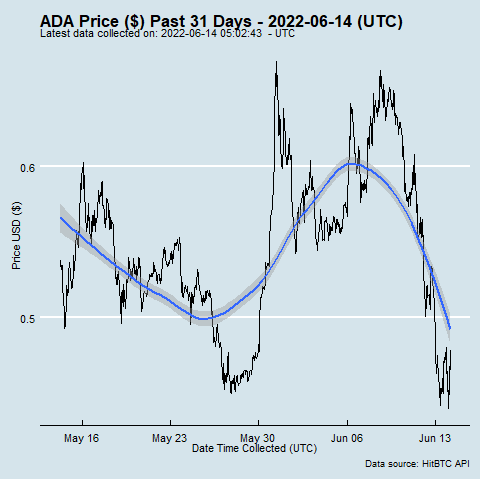 ADA Price ($) Past 31 Days - 2022-06-14 (UTC)
Latest data collected on: 2022-06-14 05:02:43  - UTC
0.6
Price USD ($)
0.5
May 16 May 23 May 30 Jun 06 Jun 13
Date Time Collected (UTC)
Data source: HitBTC API